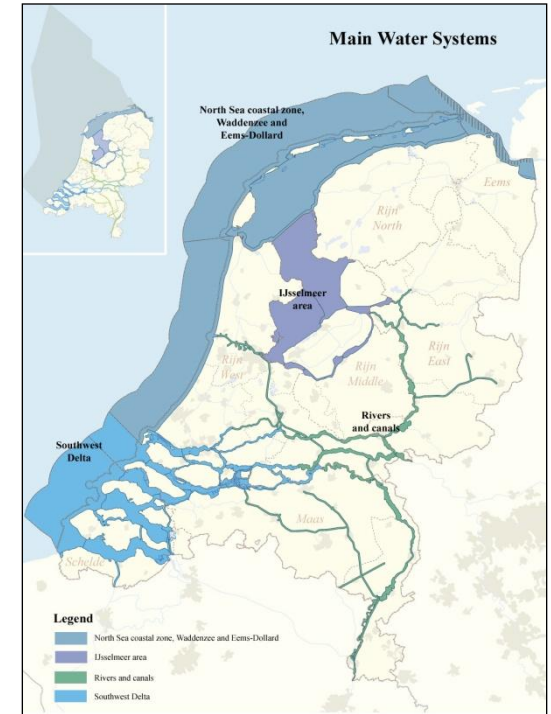 Main Water Systems
North Sea coastal zone,
Waddenzee and
Eems-Dollard
Eems
Rijn
North
IJsselmeer
area
Rijn
West
Rijn
Middle
Rijn
East
Rivers
and canals
Southwest
Delta
Maas
Schelde
Legend
North Sea coastal zone, Waddenzee and Eems-Dollard
IJsselmeer area
Rivers and canals
Southwest Delta